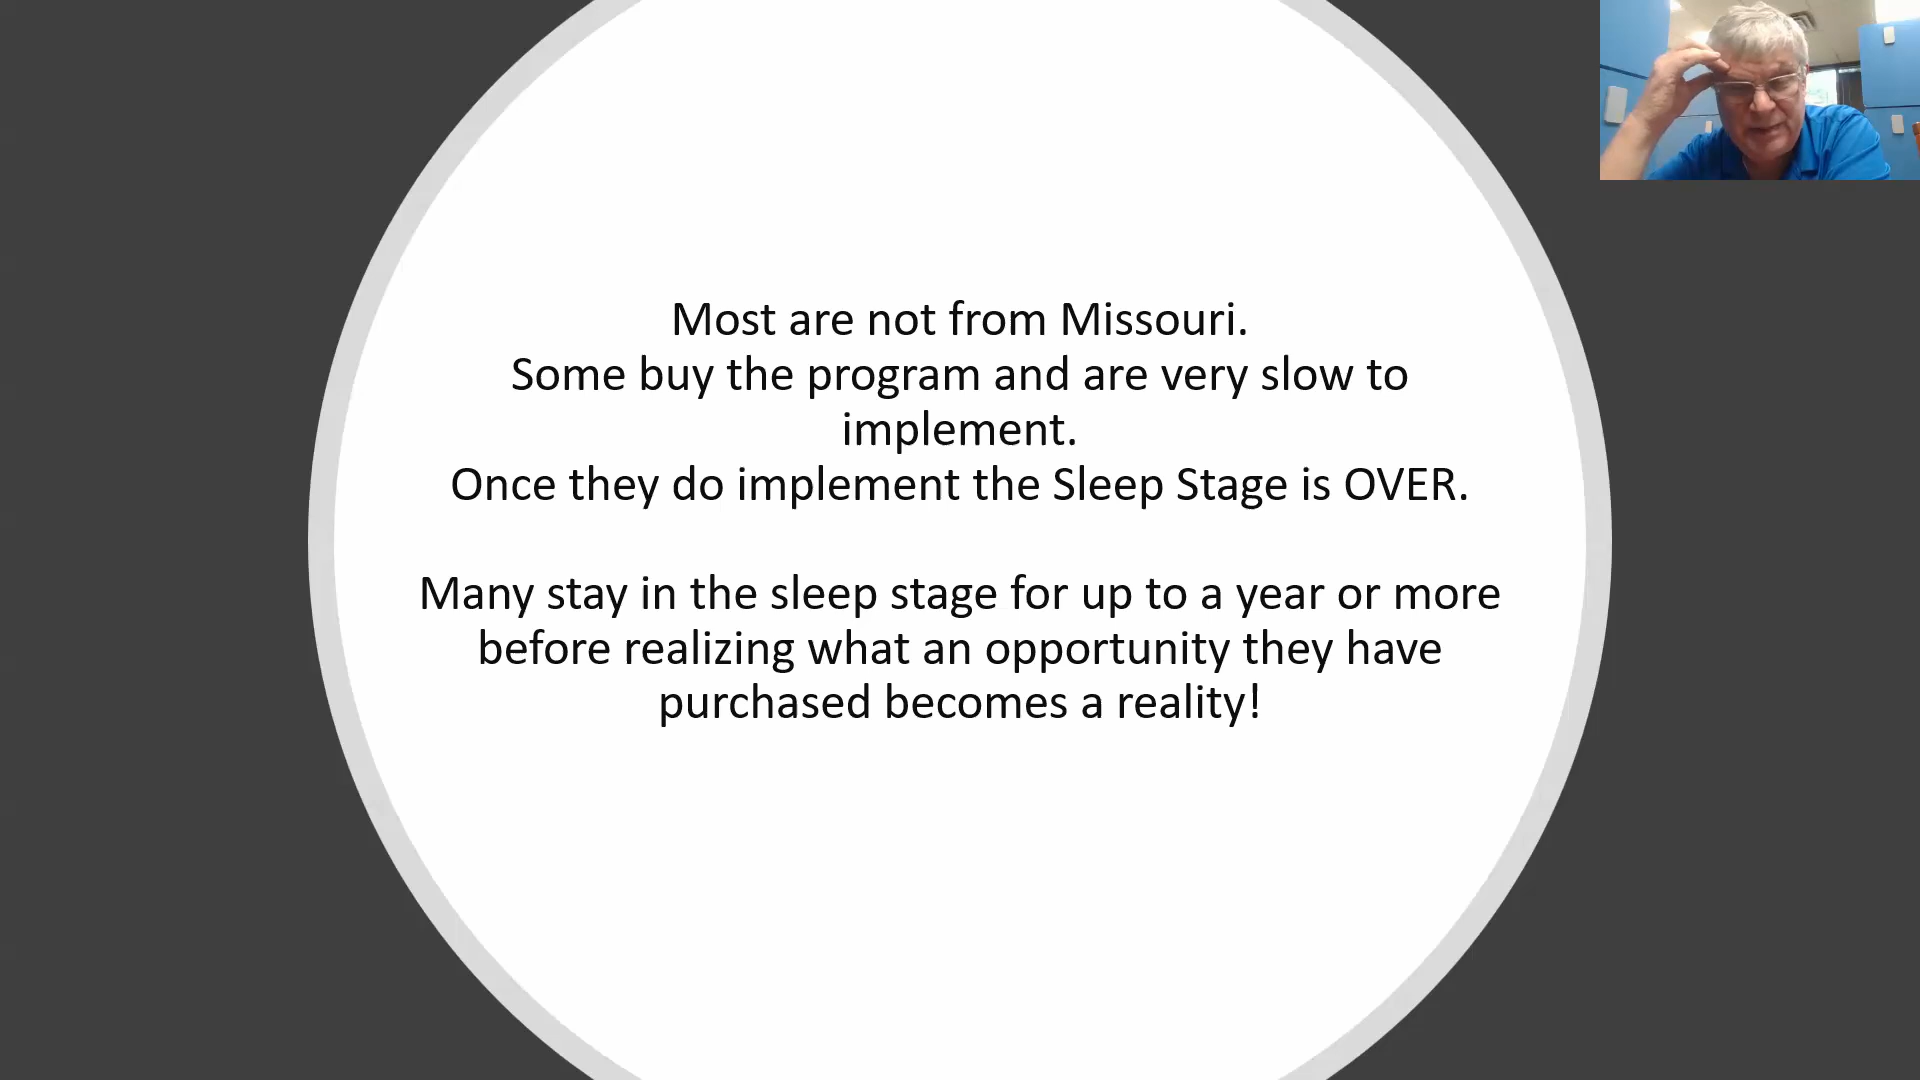 Most are not from Missouri.
Some buy the program and are very slow to
implement.
Once they do implement the Sleep Stage is OVER.
Many stay in the sleep stage for up to a year or more
before realizing what an opportunity they have
purchased becomes a reality!